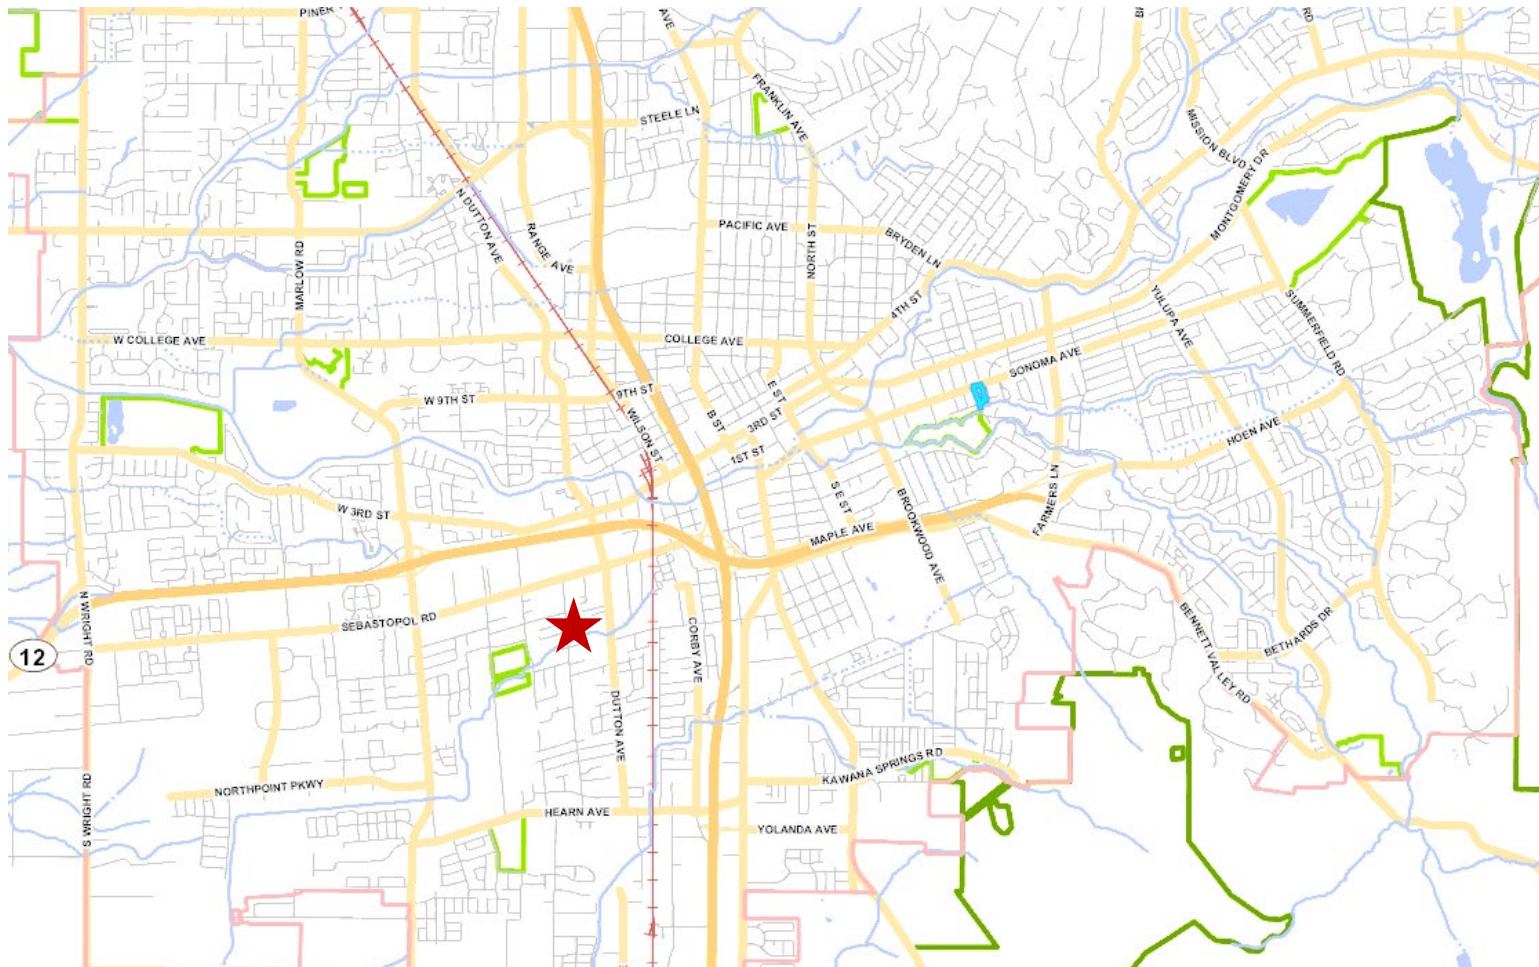 PINER
AVE
BR
RD
FRANKLIN AVE
STEELE LN
MISSION BLVD
MONTGOMERY DR
N DUTTON AVE
RANGE AVE
PACIFIC AVE
NORTH ST
BRYDEN LN
MARLOW RD
4TH ST
YULUPA AVE
SUMMERFIELD RD
W COLLEGE AVE
COLLEGE AVE
SONOMA AVE
W 9TH ST
9TH ST
WILSON ST
B ST
E ST
3RD ST
1ST ST
HOEN AVE
W 3RD ST
S E ST
BROOKWOOD AVE
FARMERS LN
MAPLE AVE
N WRIGHT RD
SEBASTOPOL RD
CORBY AVE
BENNETT VALLEY RD
BETHARDS DR
12
DUTTON AVE
S WRIGHT RD
NORTHPOINT PKWY
KAWANA SPRINGS RD
HEARN AVE
YOLANDA AVE